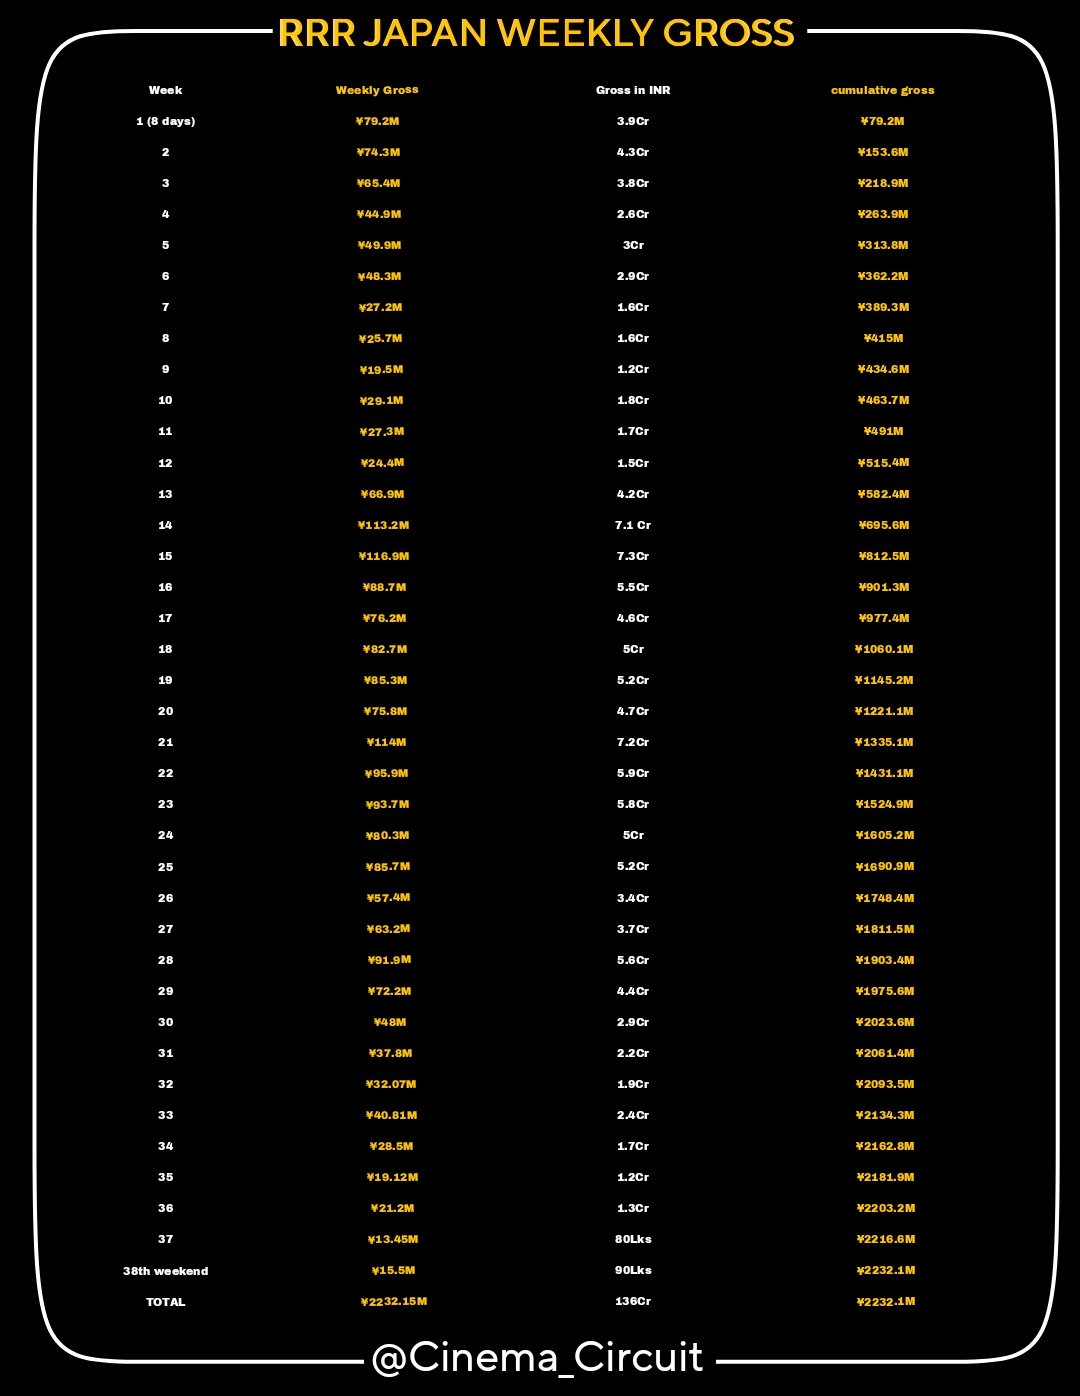 RRR JAPAN WEEKLY GROSS
Week Weekly Gross Gross in INR cumulative gross
1 (8 days) ¥79.2M 3.9Cr ¥79.2M
2 ¥74.3M 4.3Cr ¥153.6M
3 ¥65.4M 3.8Cr ¥218.9M
4 ¥44.9M 2.6Cr ¥263.9M
5 ¥49.9M 3Cr ¥313.8M
6 ¥48.3M 2.9Cr ¥362.2M
7 ¥27.2M 1.6Cr ¥389.3M
8 ¥25.7M 1.6Cr ¥415M
9 ¥19.5M 1.2Cr ¥434.6M
10 ¥29.1M 1.8Cr ¥463.7M
11 ¥27.3M 1.7Cr ¥491M
12 ¥24.4M 1.5Cr ¥515.4M
13 ¥66.9M 4.2Cr ¥582.4M
14 ¥113.2M 7.1 Cr ¥695.6M
15 ¥116.9M 7.3Cr ¥812.5M
16 ¥88.7M 5.5Cr ¥901.3M
17 ¥76.2M 4.6Cr ¥977.4M
18 ¥82.7M 5Cr ¥1060.1M
19 ¥85.3M 5.2Cr ¥1145.2M
20 ¥75.8M 4.7Cr ¥1221.1M
21 ¥114M 7.2Cr ¥1335.1M
22 ¥95.9M 5.9Cr ¥1431.1M
23 ¥93.7M 5.8Cr ¥1524.9M
24 ¥80.3M 5Cr ¥1605.2M
25 ¥85.7M 5.2Cr ¥1690.9M
26 ¥57.4M 3.4Cr ¥1748.4M
27 ¥63.2M 3.7Cr ¥1811.5M
28 ¥91.9M 5.6Cr ¥1903.4M
29 ¥72.2M 4.4Cr ¥1975.6M
30 ¥48M 2.9Cr ¥2023.6M
31 ¥37.8M 2.2Cr ¥2061.4M
32 ¥32.07M 1.9Cr ¥2093.5M
33 ¥40.81M 2.4Cr ¥2134.3M
34 ¥28.5M 1.7Cr ¥2162.8M
35 ¥19.12M 1.2Cr ¥2181.9M
36 ¥21.2M 1.3Cr ¥2203.2M
37 ¥13.45M 80Lks ¥2216.6M
38th weekend ¥15.5M 90Lks ¥2232.1M
TOTAL ¥2232.15M 136Cr ¥2232.1M
@Cinema_Circuit